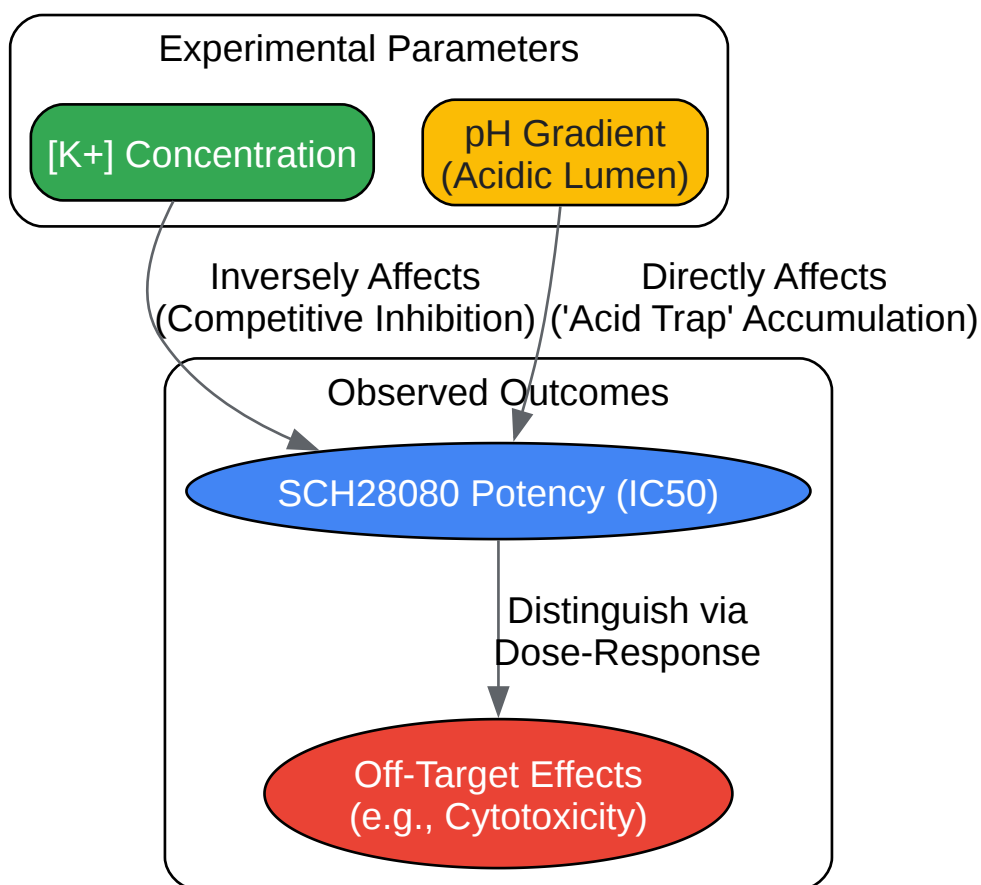 Experimental Parameters
[K+] Concentration
pH Gradient
(Acidic Lumen)
Inversely Affects
(Competitive Inhibition)
Directly Affects
('Acid Trap' Accumulation)
Observed Outcomes
SCH28080 Potency (IC50)
Distinguish via
Dose-Response
Off-Target Effects
(e.g., Cytotoxicity)